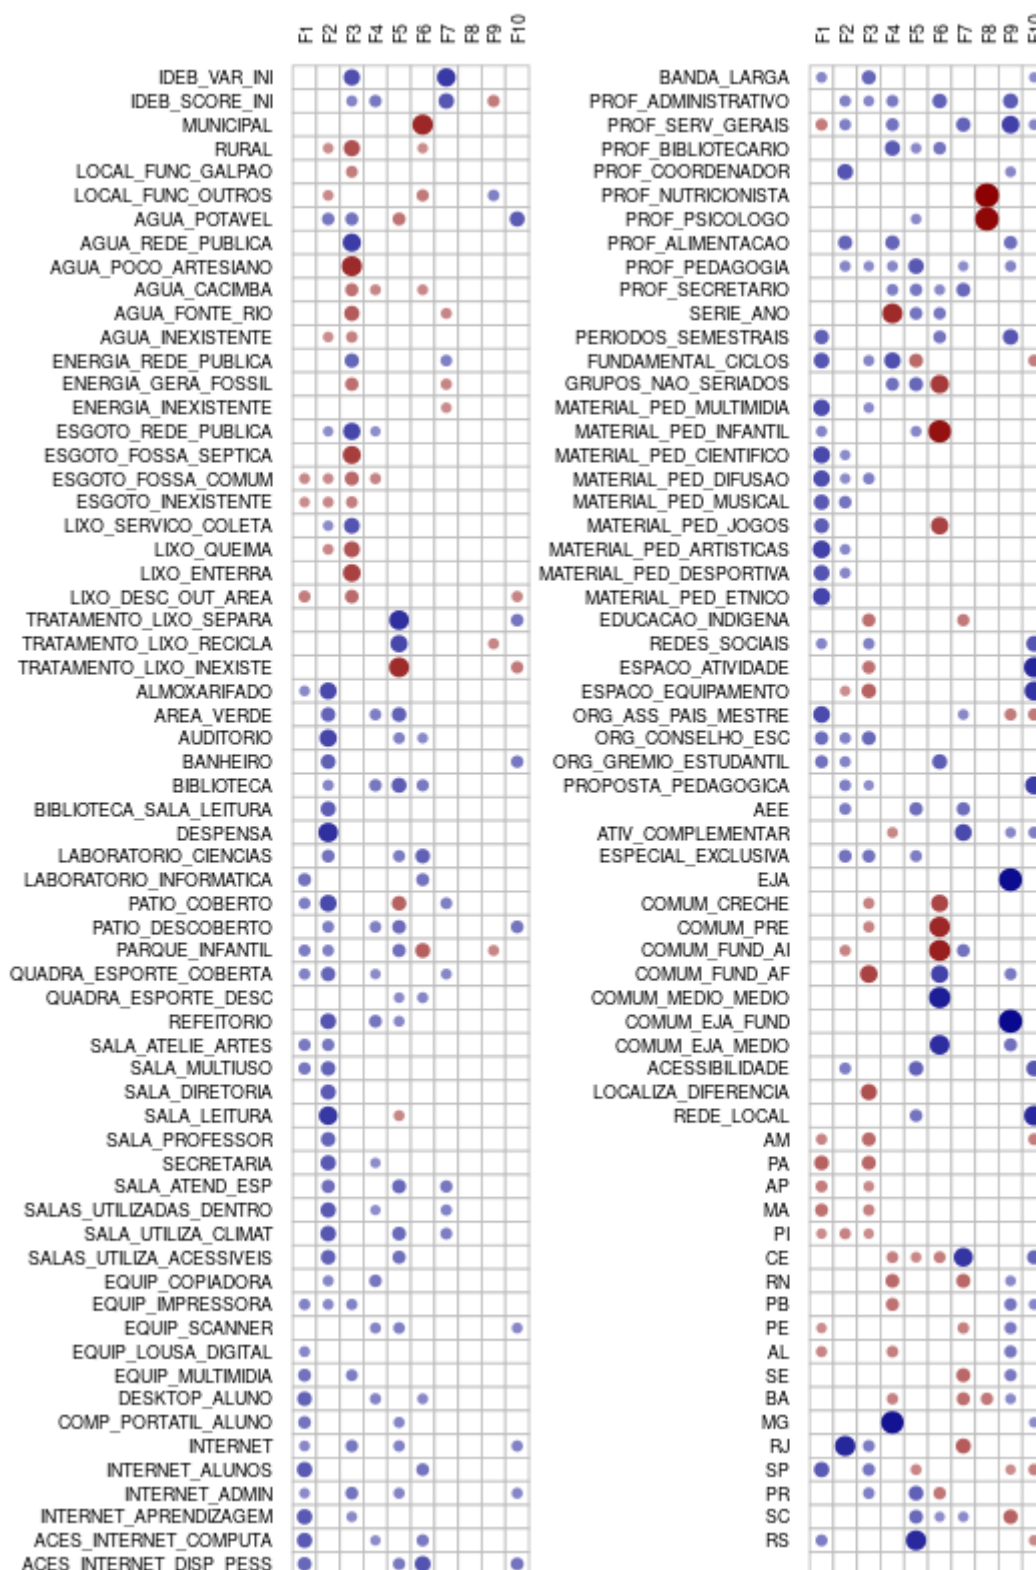 F1 F2 F3 F4 F5 F6 F7 F8 F9 F10
IDEB_VAR_INI
IDEB_SCORE_INI
MUNICIPAL
RURAL
LOCAL_FUNC_GALPAO
LOCAL_FUNC_OUTROS
AGUA_POTAVEL
AGUA_REDE_PUBLICA
AGUA_POCO_ARTESIANO
AGUA_CACIMBA
AGUA_FONTE_RIO
AGUA_INEXISTENTE
ENERGIA_REDE_PUBLICA
ENERGIA_GERA_FOSSIL
ENERGIA_INEXISTENTE
ESGOTO_REDE_PUBLICA
ESGOTO_FOSSA_SEPTICA
ESGOTO_FOSSA_COMUM
ESGOTO_INEXISTENTE
LIXO_SERVICO_COLETA
LIXO_QUEIMA
LIXO_ENTERRA
LIXO_DESC_OUT_AREA
TRATAMENTO_LIXO_SEPARA
TRATAMENTO_LIXO_RECICLA
TRATAMENTO_LIXO_INEXISTE
ALMOXARIFADO
AREA_VERDE
AUDITORIO
BANHEIRO
BIBLIOTECA
BIBLIOTECA_SALA_LEITURA
DESPENSA
LABORATORIO_CIENCIAS
LABORATORIO_INFORMATICA
PATIO_COBERTO
PATIO_DESCOBERTO
PARQUE_INFANTIL
QUADRA_ESPORTE_COBERTA
QUADRA_ESPORTE_DESC
REFEITORIO
SALA_ATELIE_ARTES
SALA_MULTIUSO
SALA_DIRETORIA
SALA_LEITURA
SALA_PROFESSOR
SECRETARIA
SALA_ATEND_ESP
SALAS_UTILIZADAS_DENTRO
SALA_UTILIZA_CLIMAT
SALAS_UTILIZA_ACESSIVEIS
EQUIP_COPIADORA
EQUIP_IMPRESSORA
EQUIP_SCANNER
EQUIP_LOUSA_DIGITAL
EQUIP_MULTIMIDIA
DESKTOP_ALUNO
COMP_PORTATIL_ALUNO
INTERNET
INTERNET_ALUNOS
INTERNET_ADMIN
INTERNET_APRENDIZAGEM
ACES_INTERNET_COMPUTA
ACES_INTERNET_DISP_PESS
F1 F2 F3 F4 F5 F6 F7 F8 F9 F10
BANDA_LARGA
PROF_ADMINISTRATIVO
PROF_SERV_GERAIS
PROF_BIBLIOTECARIO
PROF_COORDENADOR
PROF_NUTRICIONISTA
PROF_PSICOLOGO
PROF_ALIMENTACAO
PROF_PEDAGOGIA
PROF_SECRETARIO
SERIE_ANO
PERIODOS_SEMESTRAIS
FUNDAMENTAL_CICLOS
GRUPOS_NAO_SERIADOS
MATERIAL_PED_MULTIMIDIA
MATERIAL_PED_INFANTIL
MATERIAL_PED_CIENTIFICO
MATERIAL_PED_DIFUSAO
MATERIAL_PED_MUSICAL
MATERIAL_PED_JOGOS
MATERIAL_PED_ARTISTICAS
MATERIAL_PED_DESPORTIVA
MATERIAL_PED_ETNICO
EDUCACAO_INDIGENA
REDES_SOCIAIS
ESPACO_ATIVIDADE
ESPACO_EQUIPAMENTO
ORG_ASS_PAIS_MESTRE
ORG_CONSELHO_ESC
ORG_GREMIO_ESTUDANTIL
PROPOSTA_PEDAGOGICA
AEE
ATIV_COMPLEMENTAR
ESPECIAL_EXCLUSIVA
EJA
COMUM_CRECHE
COMUM_PRE
COMUM_FUND_AI
COMUM_FUND_AF
COMUM_MEDIO_MEDIO
COMUM_EJA_FUND
COMUM_EJA_MEDIO
ACESSIBILIDADE
LOCALIZA_DIFERENCIA
REDE_LOCAL
AM
PA
AP
MA
PI
CE
RN
PB
PE
AL
SE
BA
MG
RJ
SP
PR
SC
RS